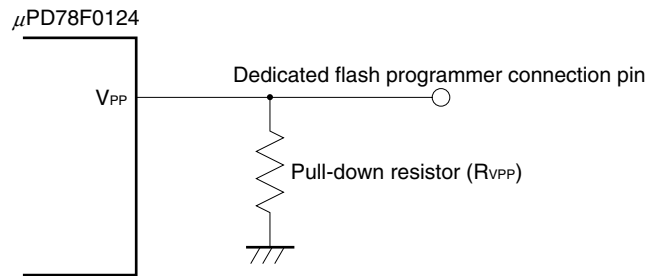 μPD78F0124
Dedicated flash programmer connection pin
VPP
Pull-down resistor (RVPP)